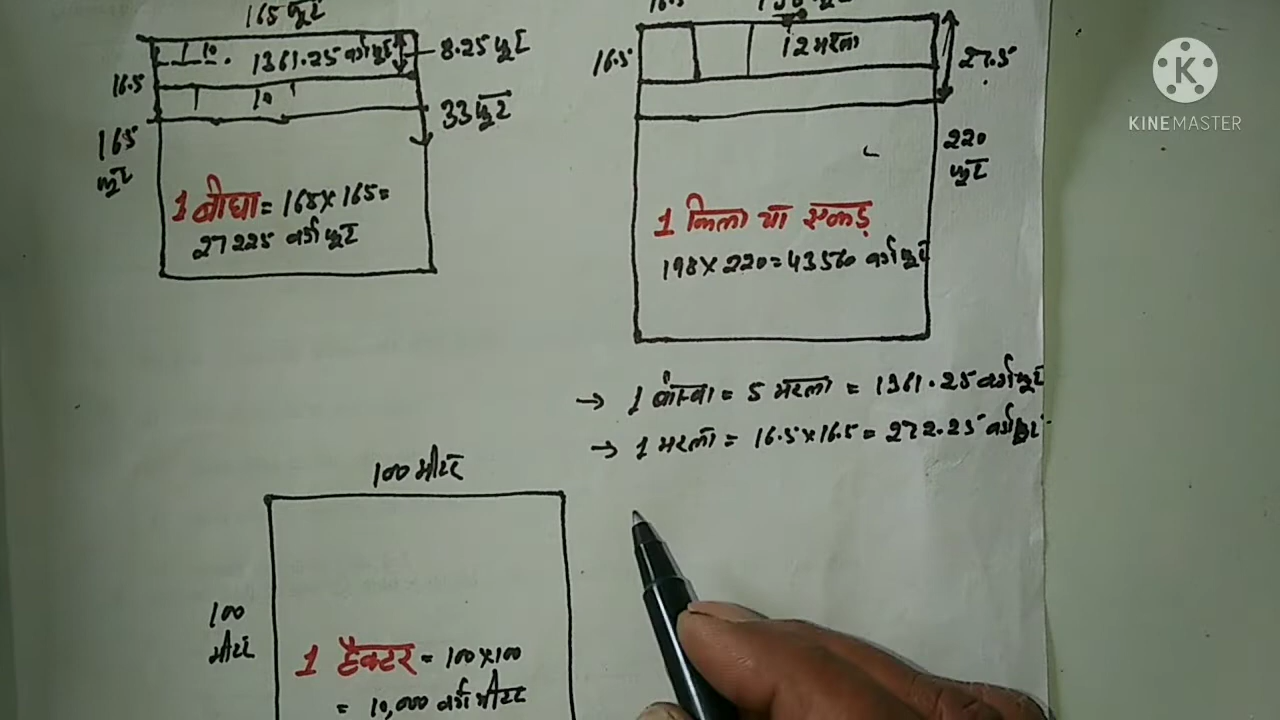 165 फूट
10 1361.25 वर्ग फूट
8.25 फूट
16.5
10
33 फूट
165 फूट
1 बीघा = 165 × 165 =
27225 वर्ग फूट
16.5
12 मरला
27.5
220 फूट
1 किला या एकड़
198 × 220 = 43560 वर्ग फूट
→ 1 बीस्वा = 5 मरला = 1361.25 वर्ग फूट
→ 1 मरला = 16.5 × 16.5 = 272.25 वर्ग फूट
100 मीटर
100 मीटर
1 हैक्टर = 100 × 100
= 10,000 वर्ग मीटर
K
KINEMASTER